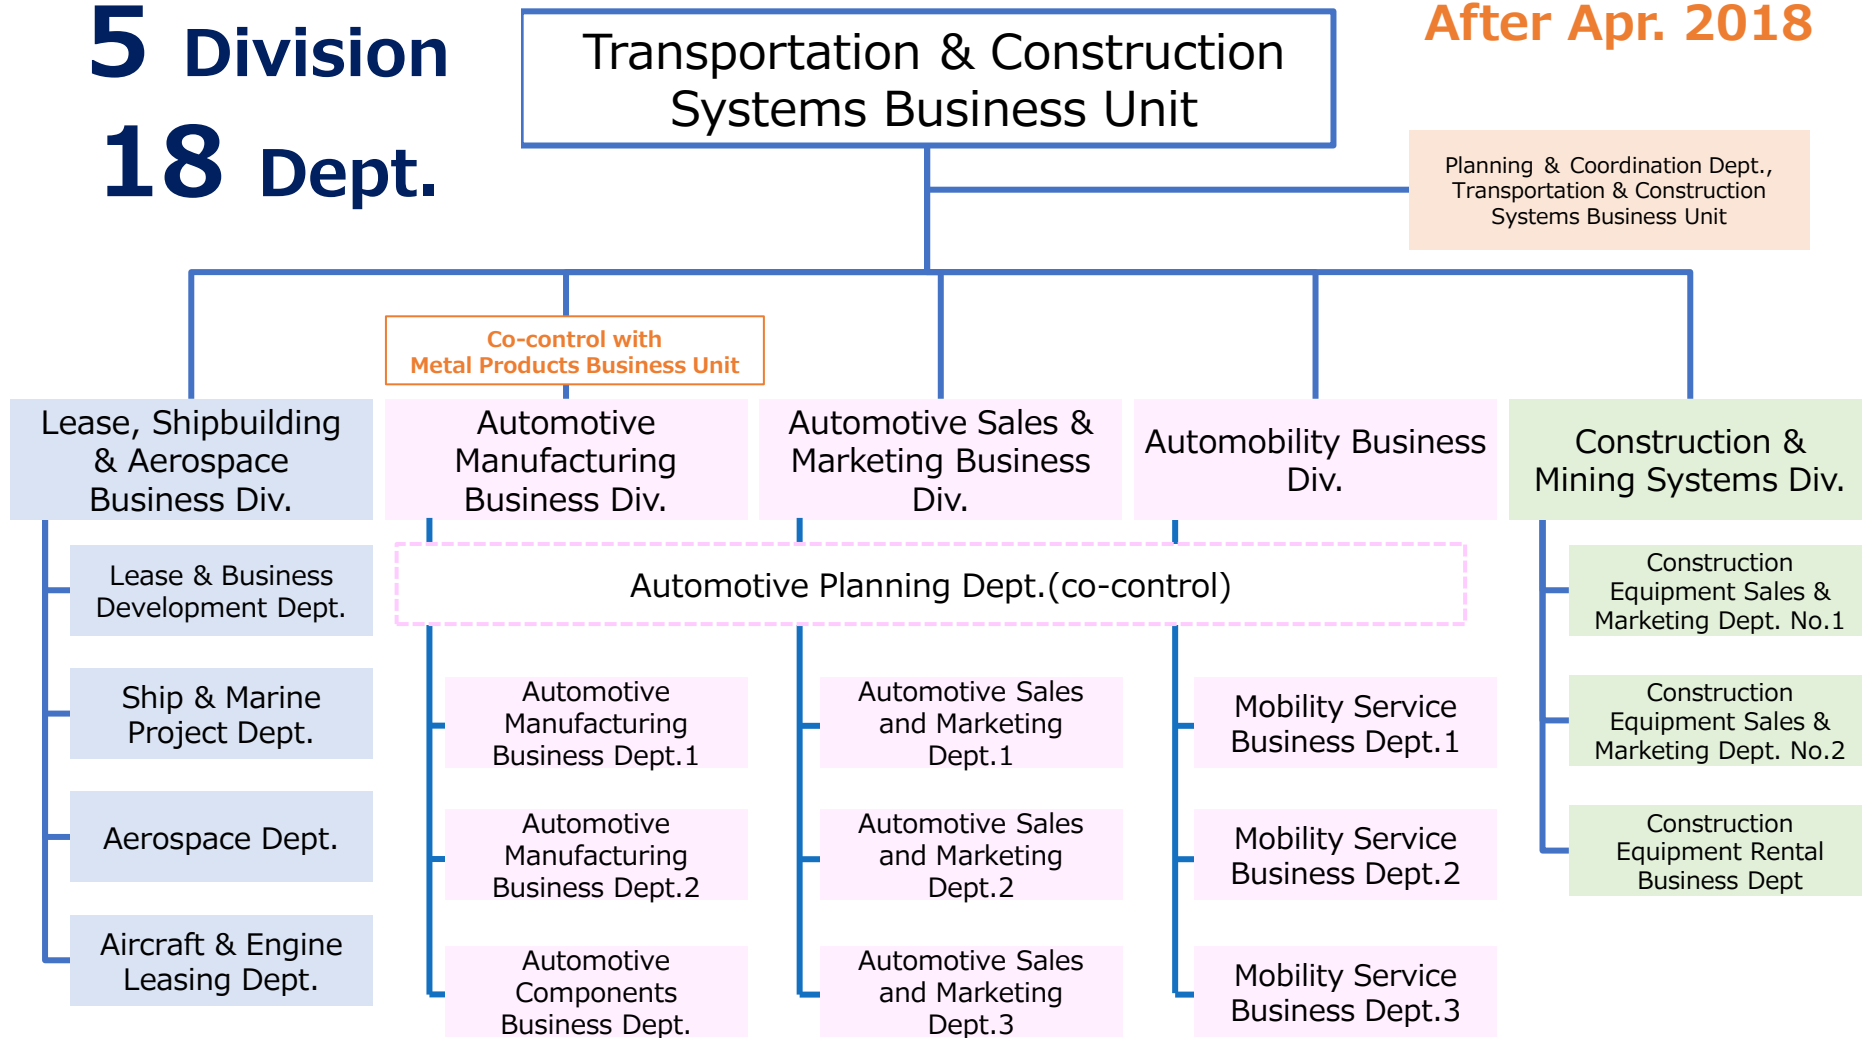 5 Division
18 Dept.
Transportation & Construction
Systems Business Unit
After Apr. 2018
Planning & Coordination Dept.,
Transportation & Construction
Systems Business Unit
Co-control with
Metal Products Business Unit
Lease, Shipbuilding
& Aerospace
Business Div.
Automotive
Manufacturing
Business Div.
Automotive Sales &
Marketing Business
Div.
Automobility Business
Div.
Construction &
Mining Systems Div.
Automotive Planning Dept.(co-control)
Lease & Business
Development Dept.
Ship & Marine
Project Dept.
Aerospace Dept.
Aircraft & Engine
Leasing Dept.
Automotive
Manufacturing
Business Dept.1
Automotive
Manufacturing
Business Dept.2
Automotive
Components
Business Dept.
Automotive Sales
and Marketing
Dept.1
Automotive Sales
and Marketing
Dept.2
Automotive Sales
and Marketing
Dept.3
Mobility Service
Business Dept.1
Mobility Service
Business Dept.2
Mobility Service
Business Dept.3
Construction
Equipment Sales &
Marketing Dept. No.1
Construction
Equipment Sales &
Marketing Dept. No.2
Construction
Equipment Rental
Business Dept